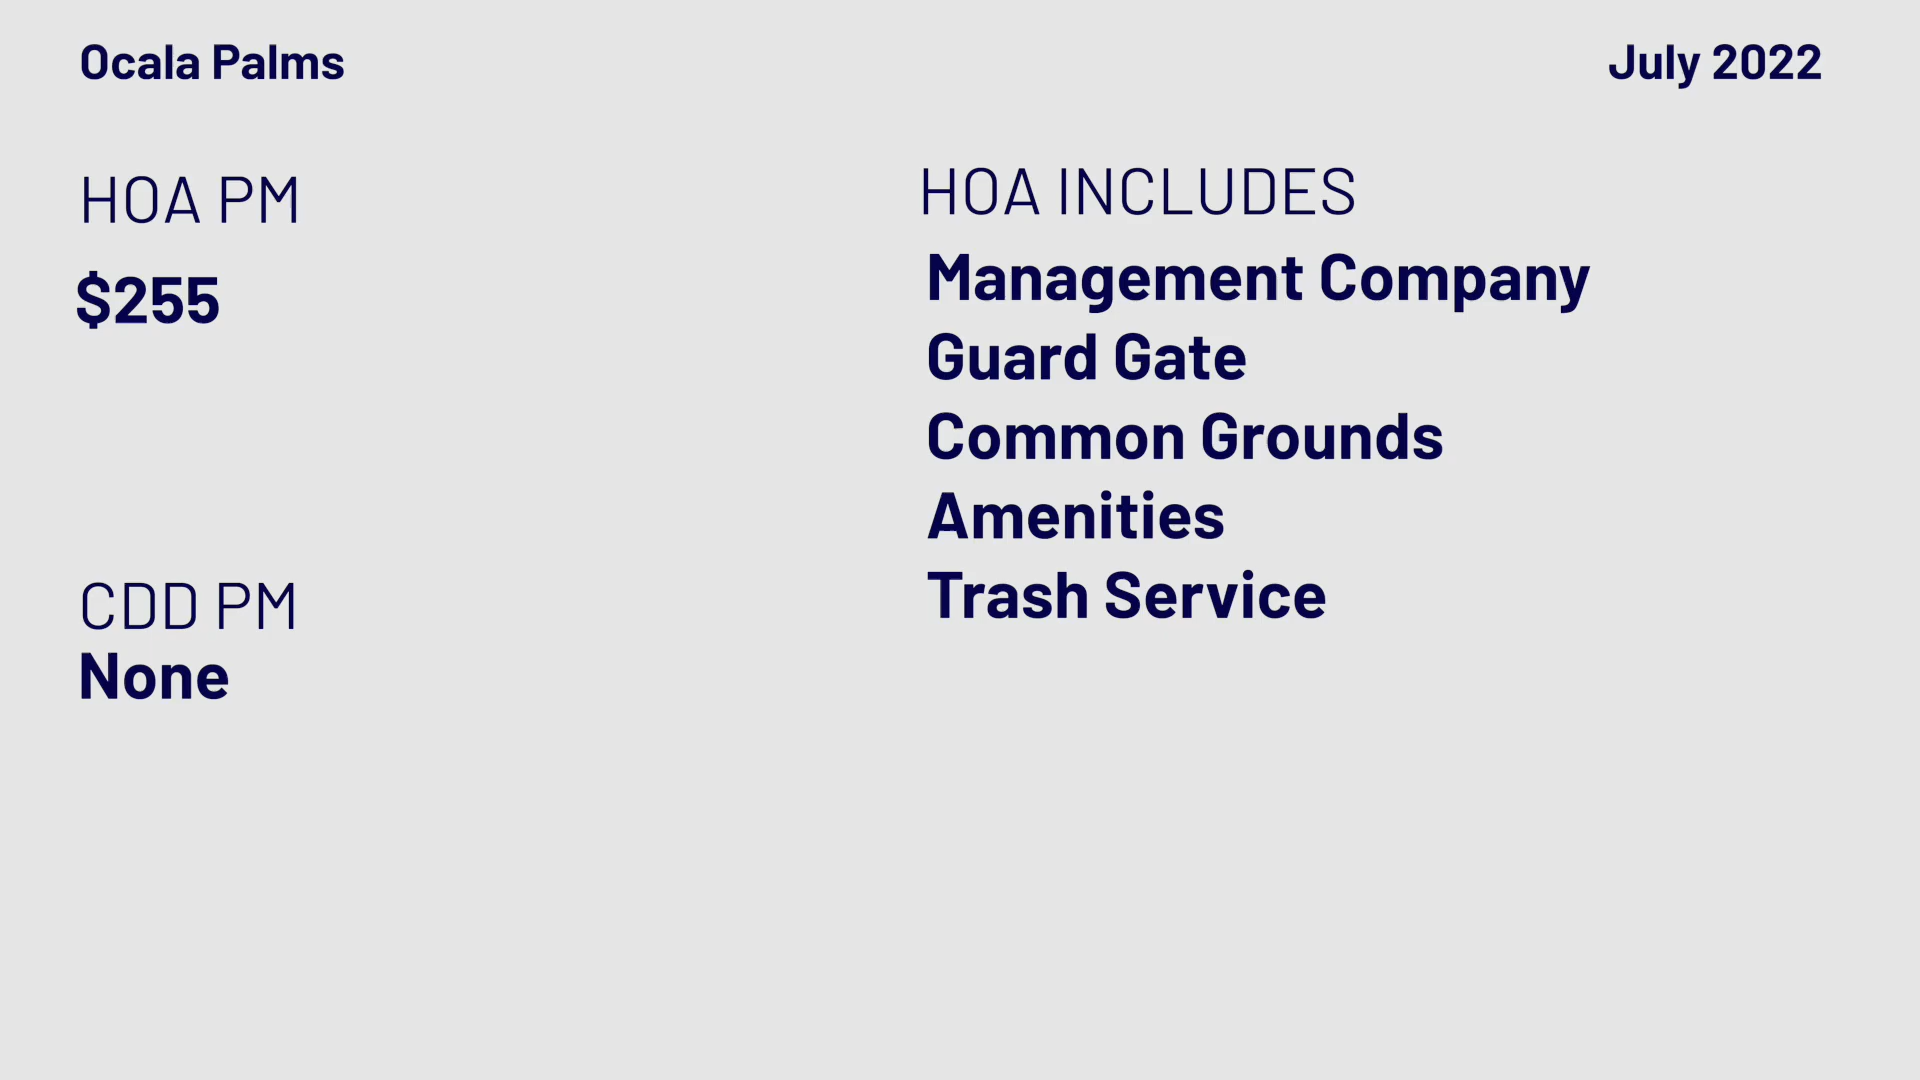 Ocala Palms
July 2022
HOA PM
$255
CDD PM
None
HOA INCLUDES
Management Company
Guard Gate
Common Grounds
Amenities
Trash Service